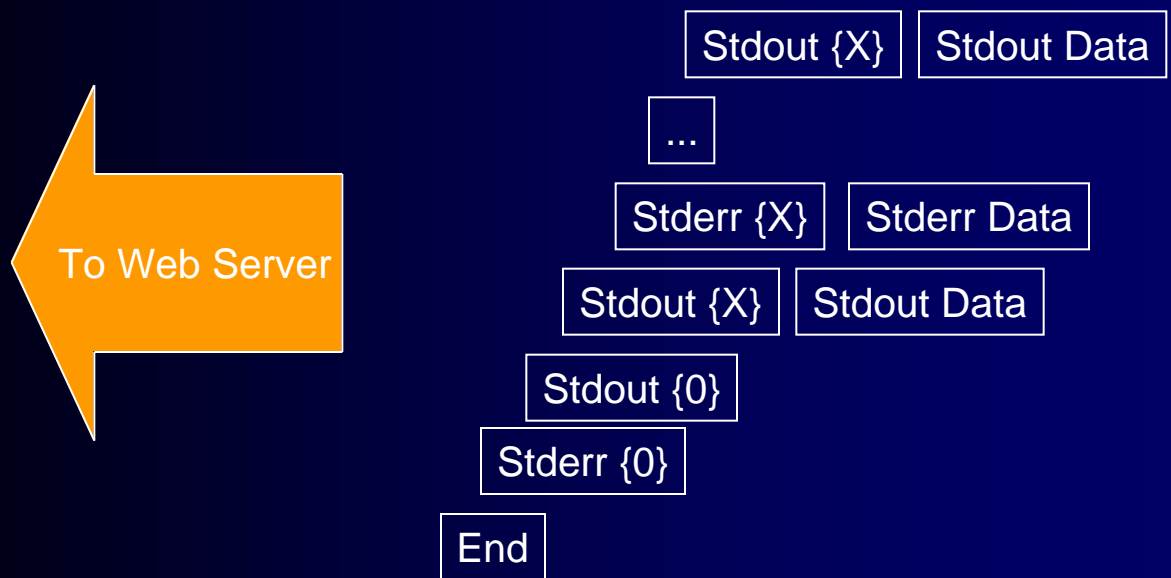 Stdout {X} Stdout Data
...
Stderr {X} Stderr Data
To Web Server
Stdout {X} Stdout Data
Stdout {0}
Stderr {0}
End